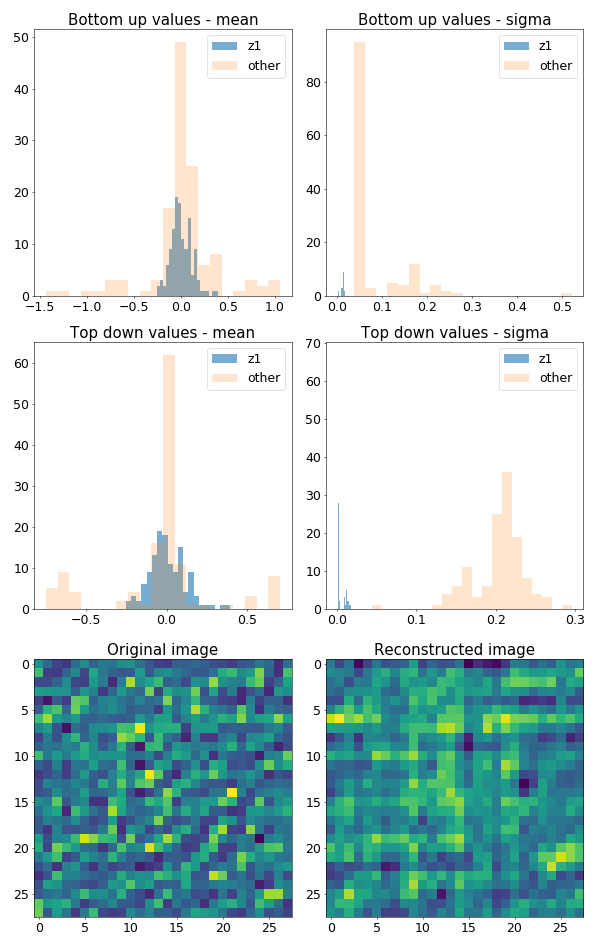 Bottom up values - mean
Bottom up values - sigma
50
40
30
20
10
0
−1.5 −1.0 −0.5 0.0 0.5 1.0
z1
other
80
60
40
20
0
0.0 0.1 0.2 0.3 0.4 0.5
z1
other
Top down values - mean
Top down values - sigma
60
50
40
30
20
10
0
−0.5 0.0 0.5
z1
other
70
60
50
40
30
20
10
0
0.0 0.1 0.2 0.3
z1
other
Original image
Reconstructed image
0
5
10
15
20
25
0 5 10 15 20 25
0
5
10
15
20
25
0 5 10 15 20 25